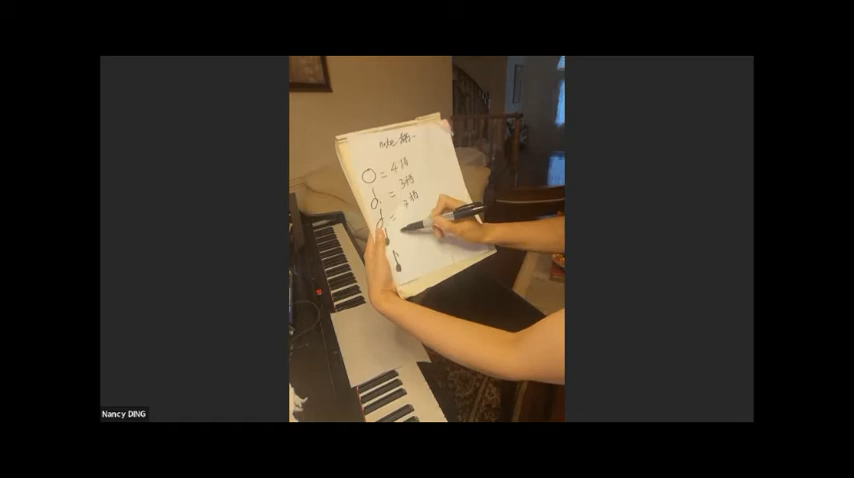 note
= 4拍
= 3拍
= 2拍
Nancy DING